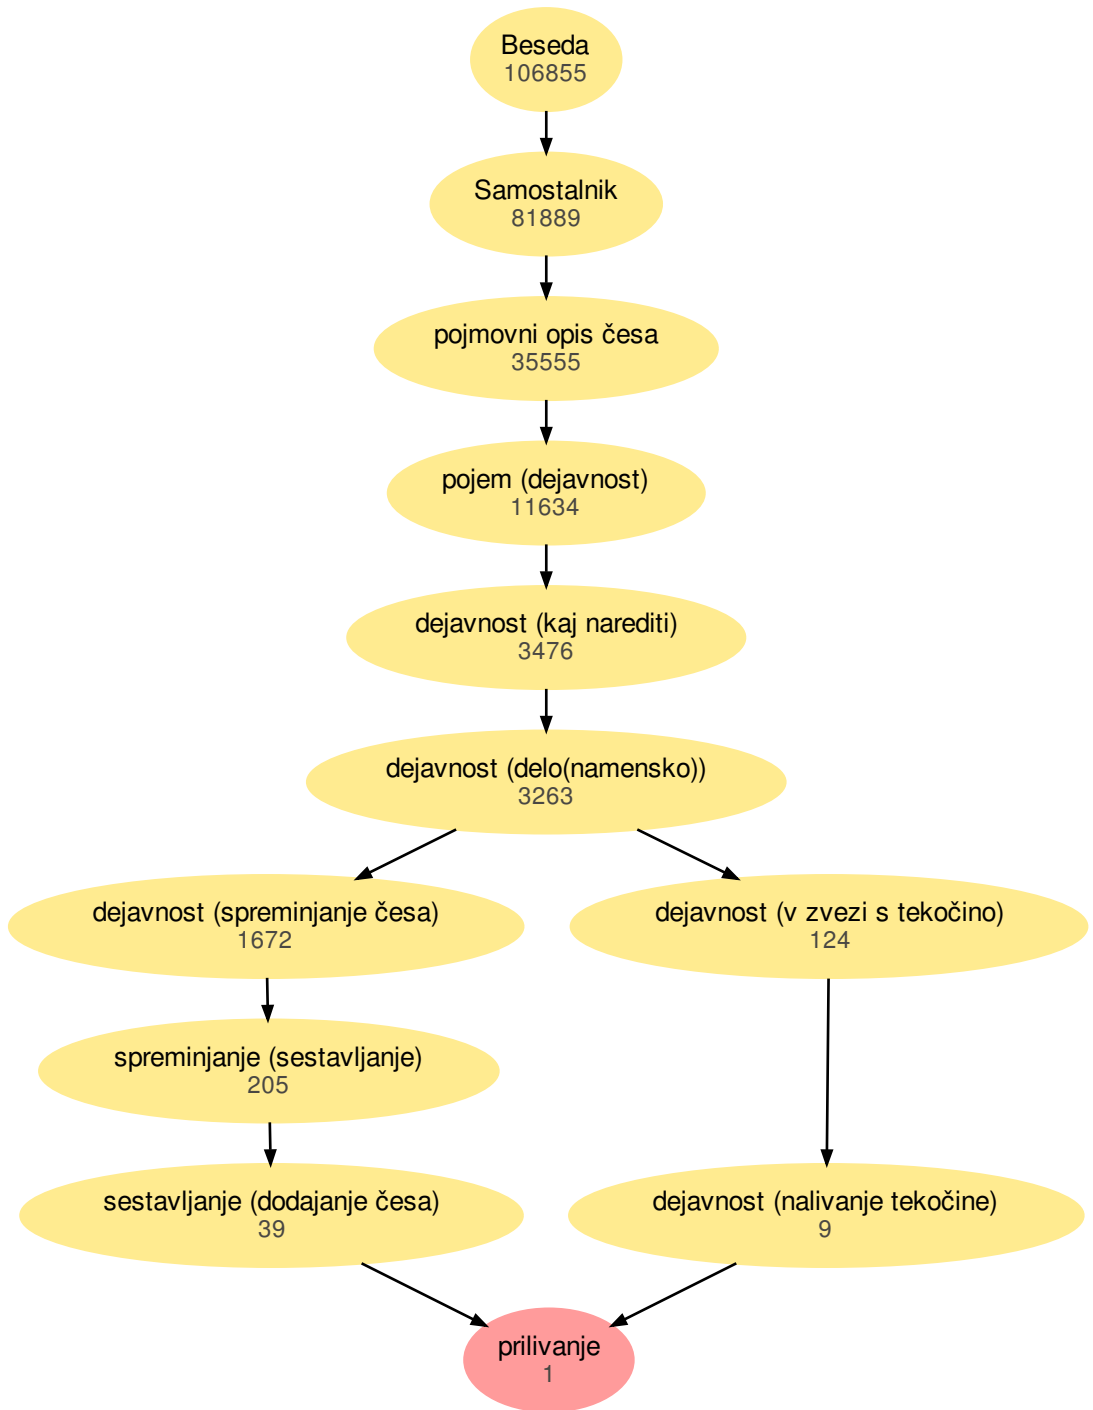 Beseda
106855
Samostalnik
81889
pojmovni opis česa
35555
pojem (dejavnost)
11634
dejavnost (kaj narediti)
3476
dejavnost (delo(namensko))
3263
dejavnost (spreminjanje česa)
1672
dejavnost (v zvezi s tekočino)
124
spreminjanje (sestavljanje)
205
sestavljanje (dodajanje česa)
39
dejavnost (nalivanje tekočine)
9
prilivanje
1